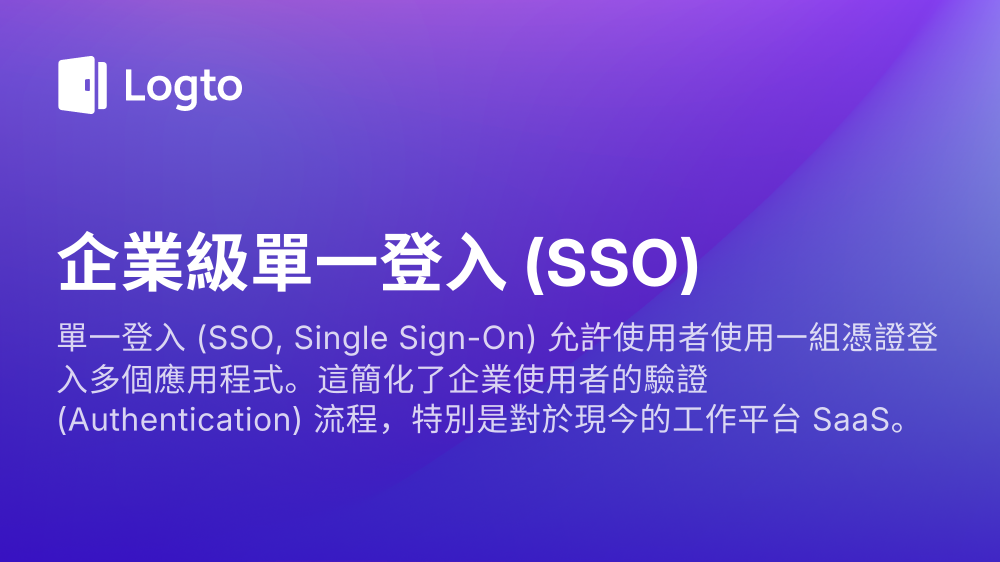 Logto
企業級單一登入 (SSO)
單一登入 (SSO, Single Sign-On) 允許使用者使用一組憑證登
入多個應用程式。這簡化了企業使用者的驗證
(Authentication) 流程，特別是對於現今的工作平台 SaaS。